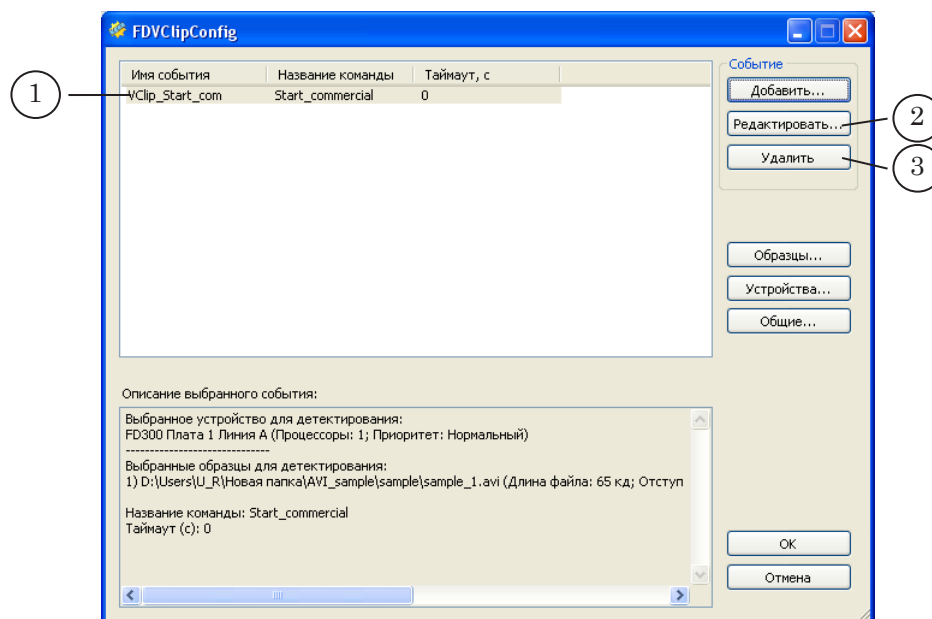 FDVClipConfig
Имя события Название команды Таймаут, с
VClip_Start_com Start_commercial 0
1
Событие
Добавить...
Редактировать...
2
Удалить
3
Образцы...
Устройства...
Общие...
Описание выбранного события:
Выбранное устройство для детектирования:
FD300 Плата 1 Линия A (Процессоры: 1; Приоритет: Нормальный)
------------------------------
Выбранные образцы для детектирования:
1) D:\Users\U_R\Новая папка\AVI_sample\sample\sample_1.avi (Длина файла: 65 кд; Отступ
Название команды: Start_commercial
Таймаут (с): 0
OK
Отмена